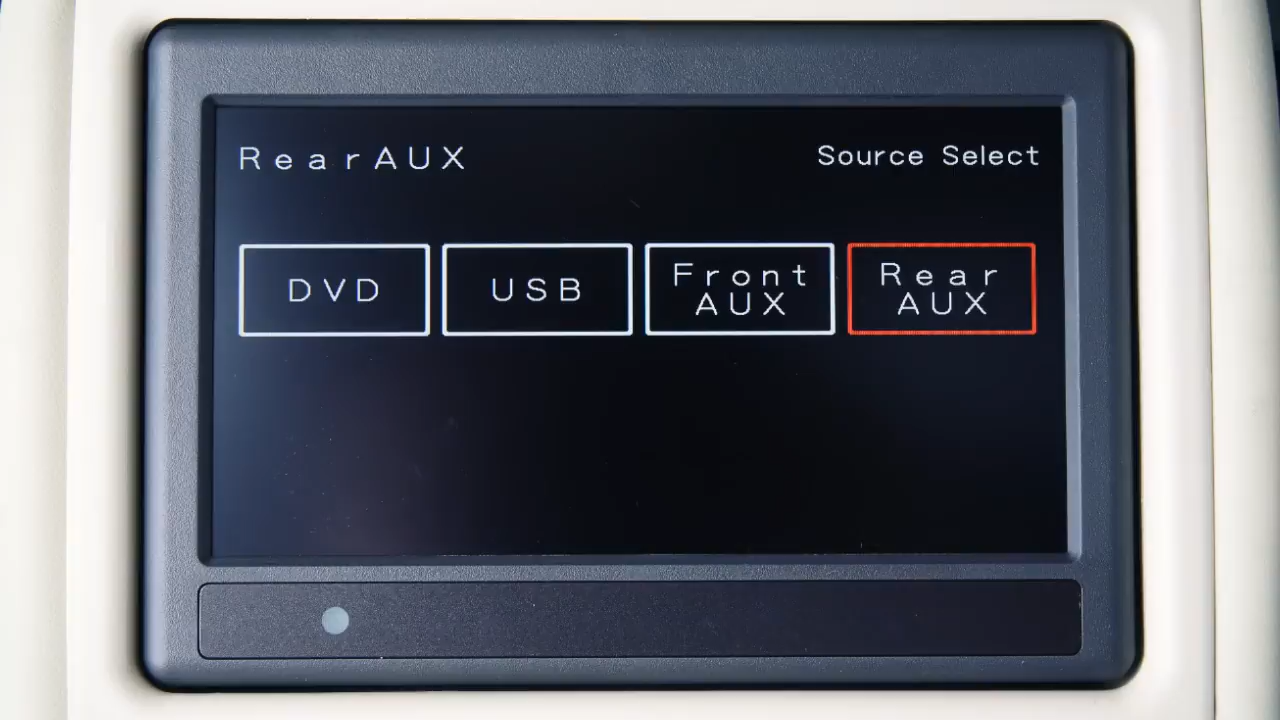 RearAUX
Source Select
DVD
USB
Front
AUX
Rear
AUX